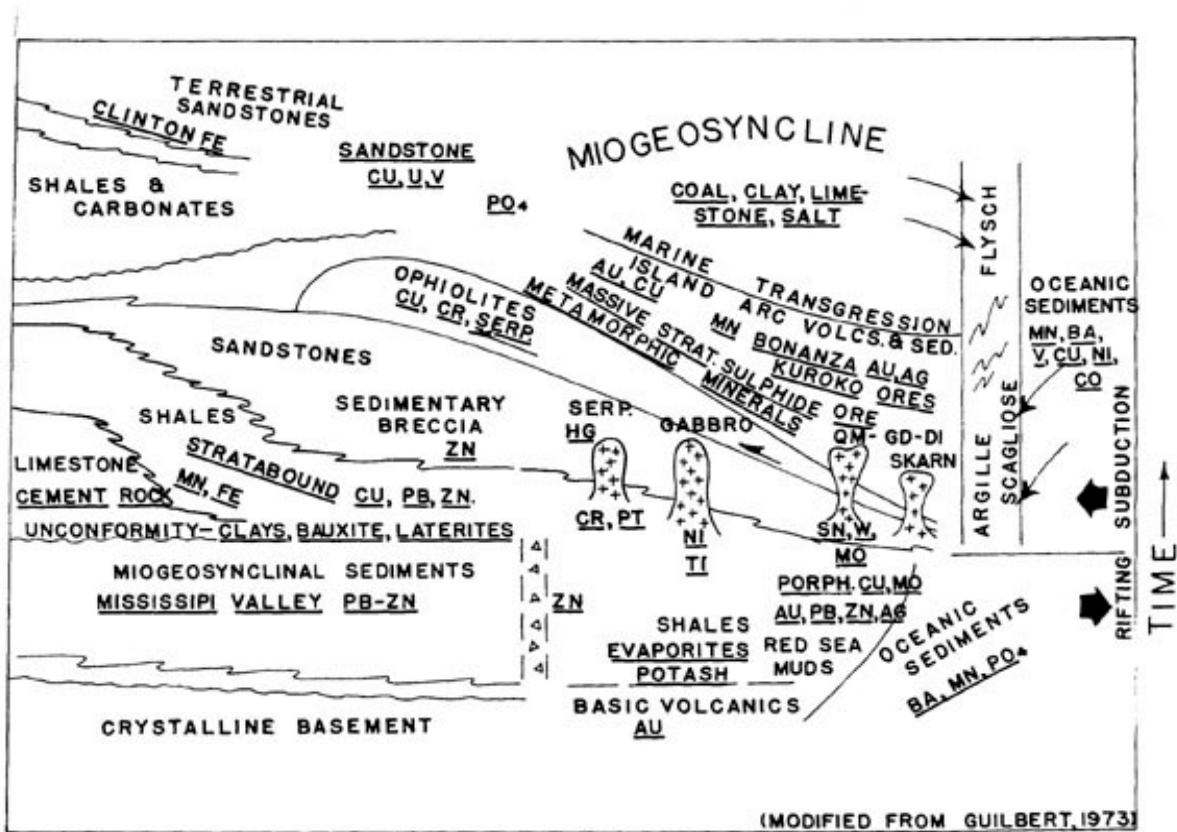 TERRESTRIAL
SANDSTONES
CLINTON FE
SANDSTONE
CU, U, V
MIOGEOSYNCLINE
SHALES &
CARBONATES
PO₄
COAL, CLAY, LIME-
STONE, SALT
FLYSCH
MARINE TRANSGRESSION
ISLAND ARC VOLCS. & SED.
AU, CU
MN BONANZA AU, AG
KUROKO ORES
MASSIVE STRAT. SULPHIDE ORE
METAMORPHIC MINERALS
OPHIOLITES
CU, CR, SERP.
OCEANIC
SEDIMENTS
MN, BA,
V, CU, NI,
CO
SANDSTONES
SHALES
SEDIMENTARY
BRECCIA
ZN
SERP.
HG
GABBRO
QM-GD-DI
SKARN
ARGILLE
SCAGLIOSE
SUBDUCTION
LIMESTONE
CEMENT ROCK
STRATABOUND
MN, FE
CU, PB, ZN.
CR, PT
NI
TI
SN, W,
MO
UNCONFORMITY-CLAYS, BAUXITE, LATERITES
MIOGEOSYNCLINAL SEDIMENTS
MISSISSIPI VALLEY PB-ZN
ZN
PORPH. CU, MO
AU, PB, ZN, AG
RIFTING
TIME
SHALES
EVAPORITES
POTASH
RED SEA
MUDS
OCEANIC
SEDIMENTS
BA, MN, PO₄
BASIC VOLCANICS
AU
CRYSTALLINE BASEMENT
(MODIFIED FROM GUILBERT, 1973)